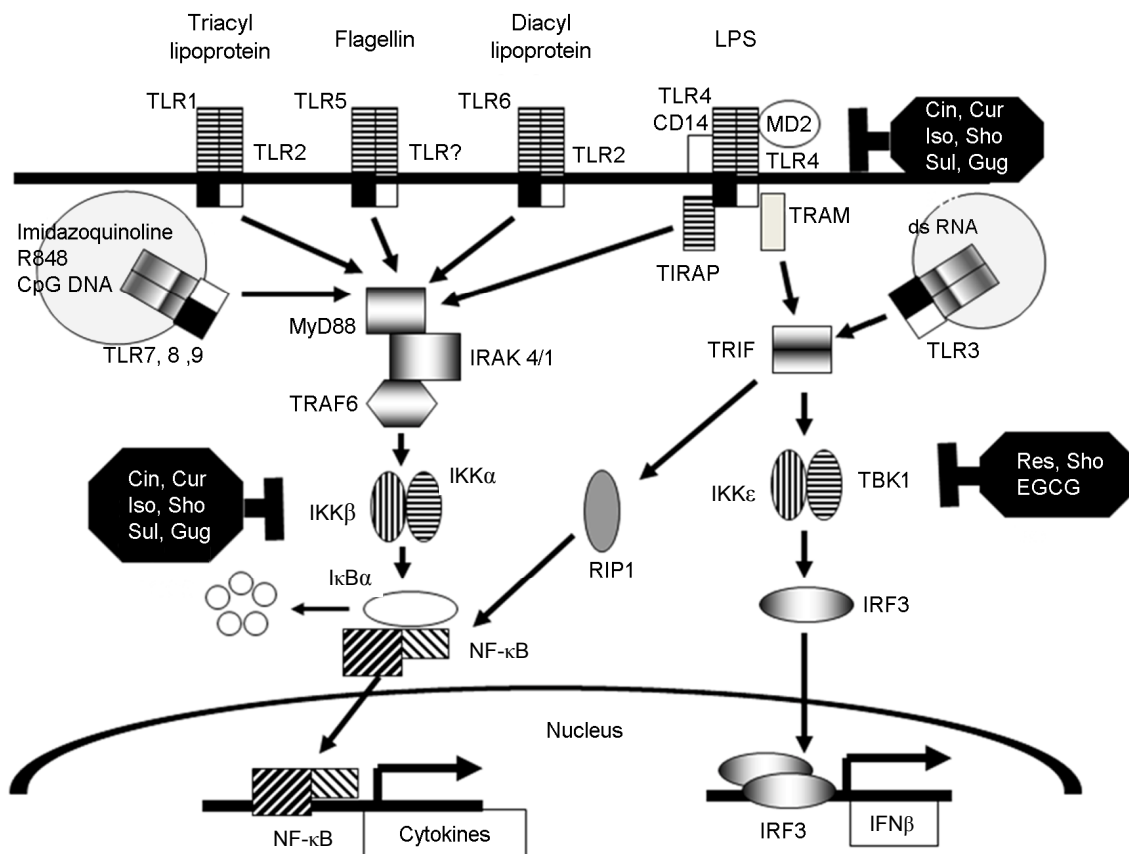 Triacyl
lipoprotein
Flagellin
Diacyl
lipoprotein
LPS
TLR1
TLR2
TLR5
TLR?
TLR6
TLR2
TLR4
CD14
MD2
TLR4
Cin, Cur
Iso, Sho
Sul, Gug
Imidazoquinoline
R848
CpG DNA
TLR7, 8 ,9
TIRAP
TRAM
ds RNA
TLR3
MyD88
IRAK 4/1
TRAF6
TRIF
Cin, Cur
Iso, Sho
Sul, Gug
IKKα
IKKβ
RIP1
IKKε
TBK1
Res, Sho
EGCG
IκBα
NF-κB
IRF3
Nucleus
NF-κB
Cytokines
IRF3
IFNβ